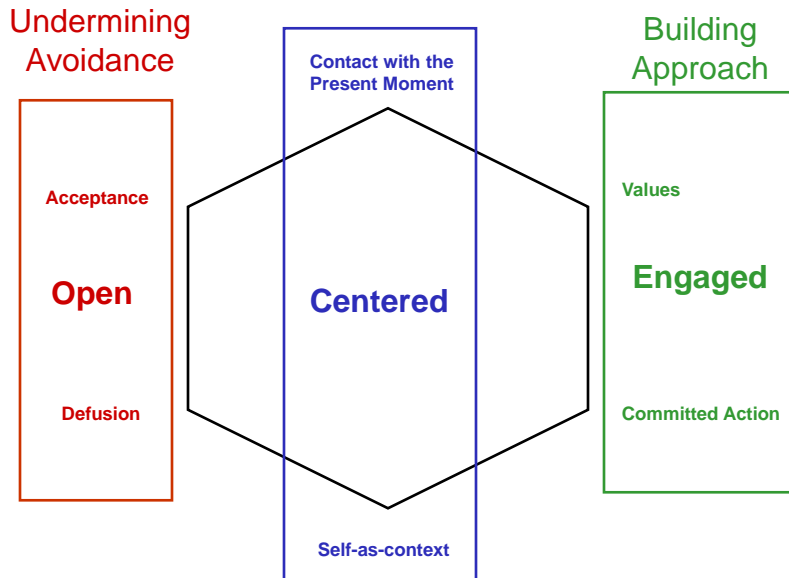 Undermining
Avoidance
Acceptance
Open
Defusion
Contact with the
Present Moment
Centered
Self-as-context
Building
Approach
Values
Engaged
Committed Action